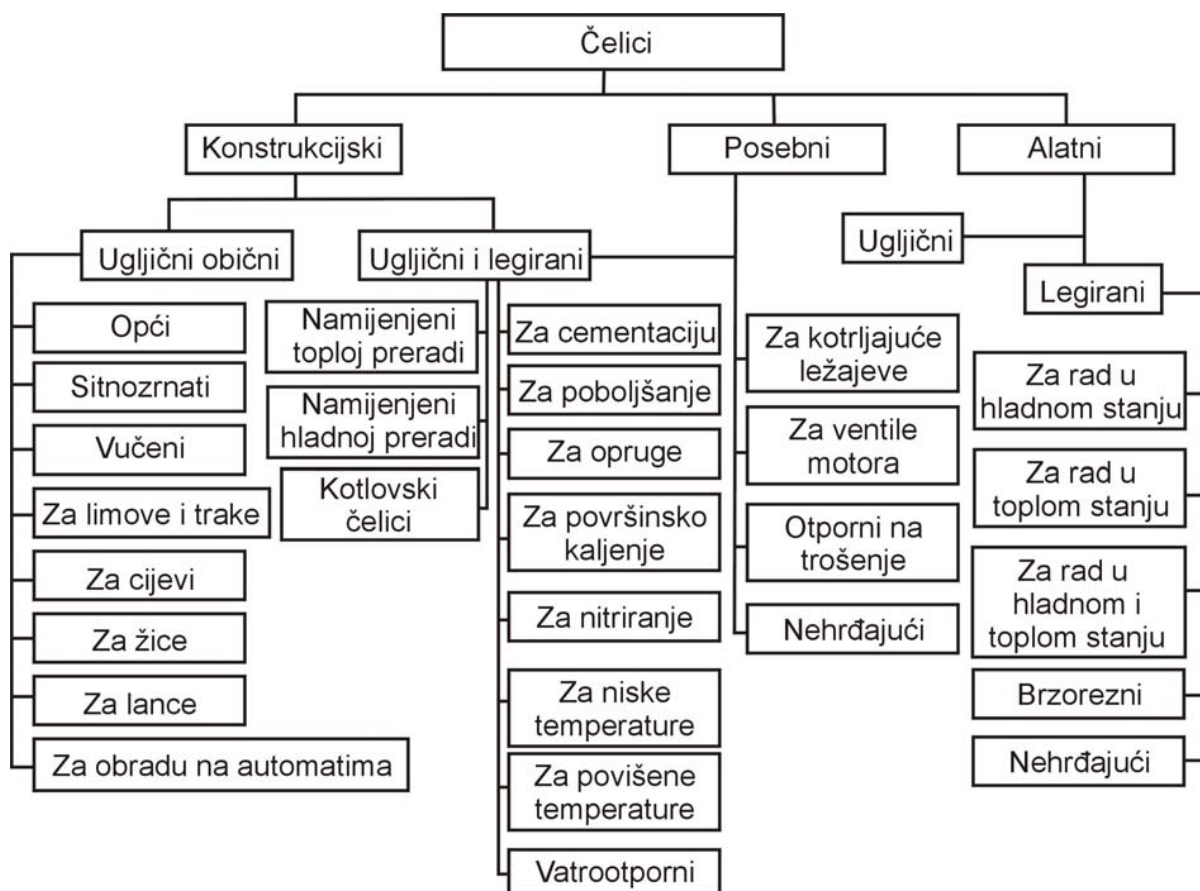 Čelici
Konstrukcijski
Posebni
Alatni
Ugljični obični
Ugljični i legirani
Ugljični
Legirani
Opći
Sitnozrnati
Vučeni
Za limove i trake
Za cijevi
Za žice
Za lance
Za obradu na automatima
Namijenjeni
toploj preradi
Namijenjeni
hladnoj preradi
Kotlovski
čelici
Za cementaciju
Za poboljšanje
Za opruge
Za površinsko
kaljenje
Za nitriranje
Za niske
temperature
Za povišene
temperature
Vatrootporni
Za kotrljajuće
ležajeve
Za ventile
motora
Otporni na
trošenje
Nehrđajući
Za rad u
hladnom stanju
Za rad u
toplom stanju
Za rad u
hladnom i
toplom stanju
Brzorezni
Nehrđajući